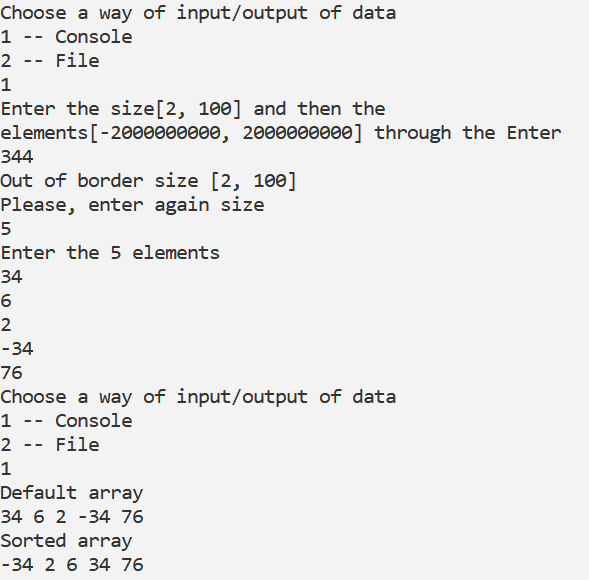 Choose a way of input/output of data
1 -- Console
2 -- File
1
Enter the size[2, 100] and then the
elements[-2000000000, 2000000000] through the Enter
344
Out of border size [2, 100]
Please, enter again size
5
Enter the 5 elements
34
6
2
-34
76
Choose a way of input/output of data
1 -- Console
2 -- File
1
Default array
34 6 2 -34 76
Sorted array
-34 2 6 34 76